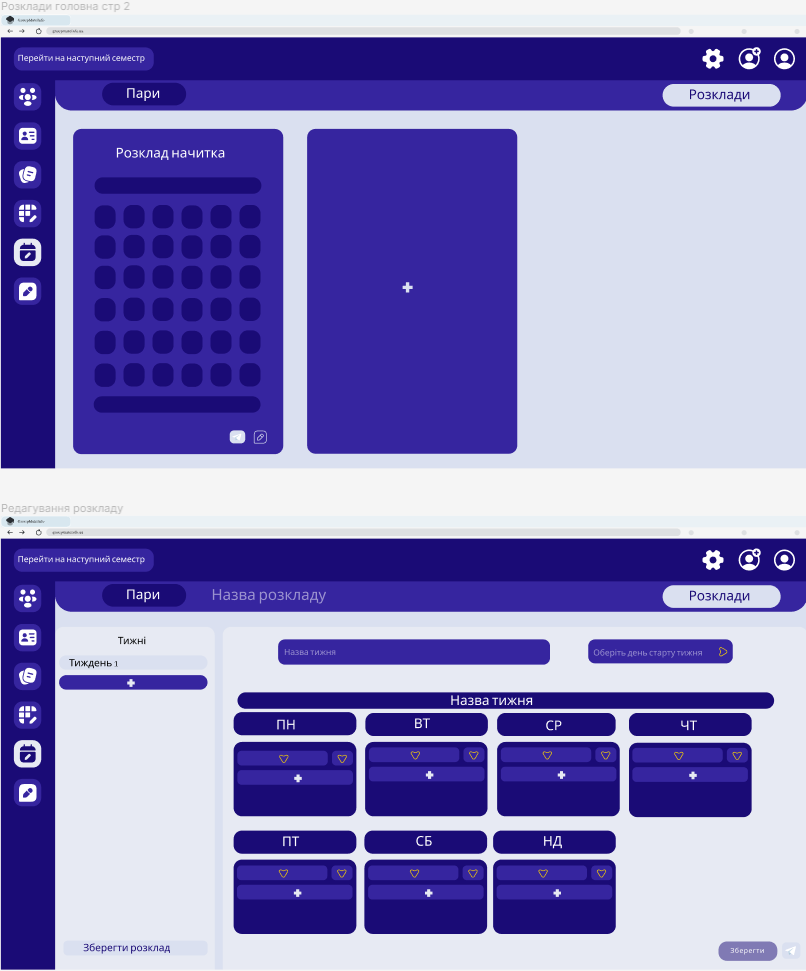 Розклади головна стр 2
Перейти на наступний семестр
Пари
Розклади
Розклад начитка
Редагування розкладу
Перейти на наступний семестр
Пари
Назва розкладу
Розклади
Тижні
Тиждень 1
Назва тижня
Оберіть день старту тижня
Назва тижня
ПН
ВТ
СР
ЧТ
ПТ
СБ
НД
Зберегти розклад
Зберегти